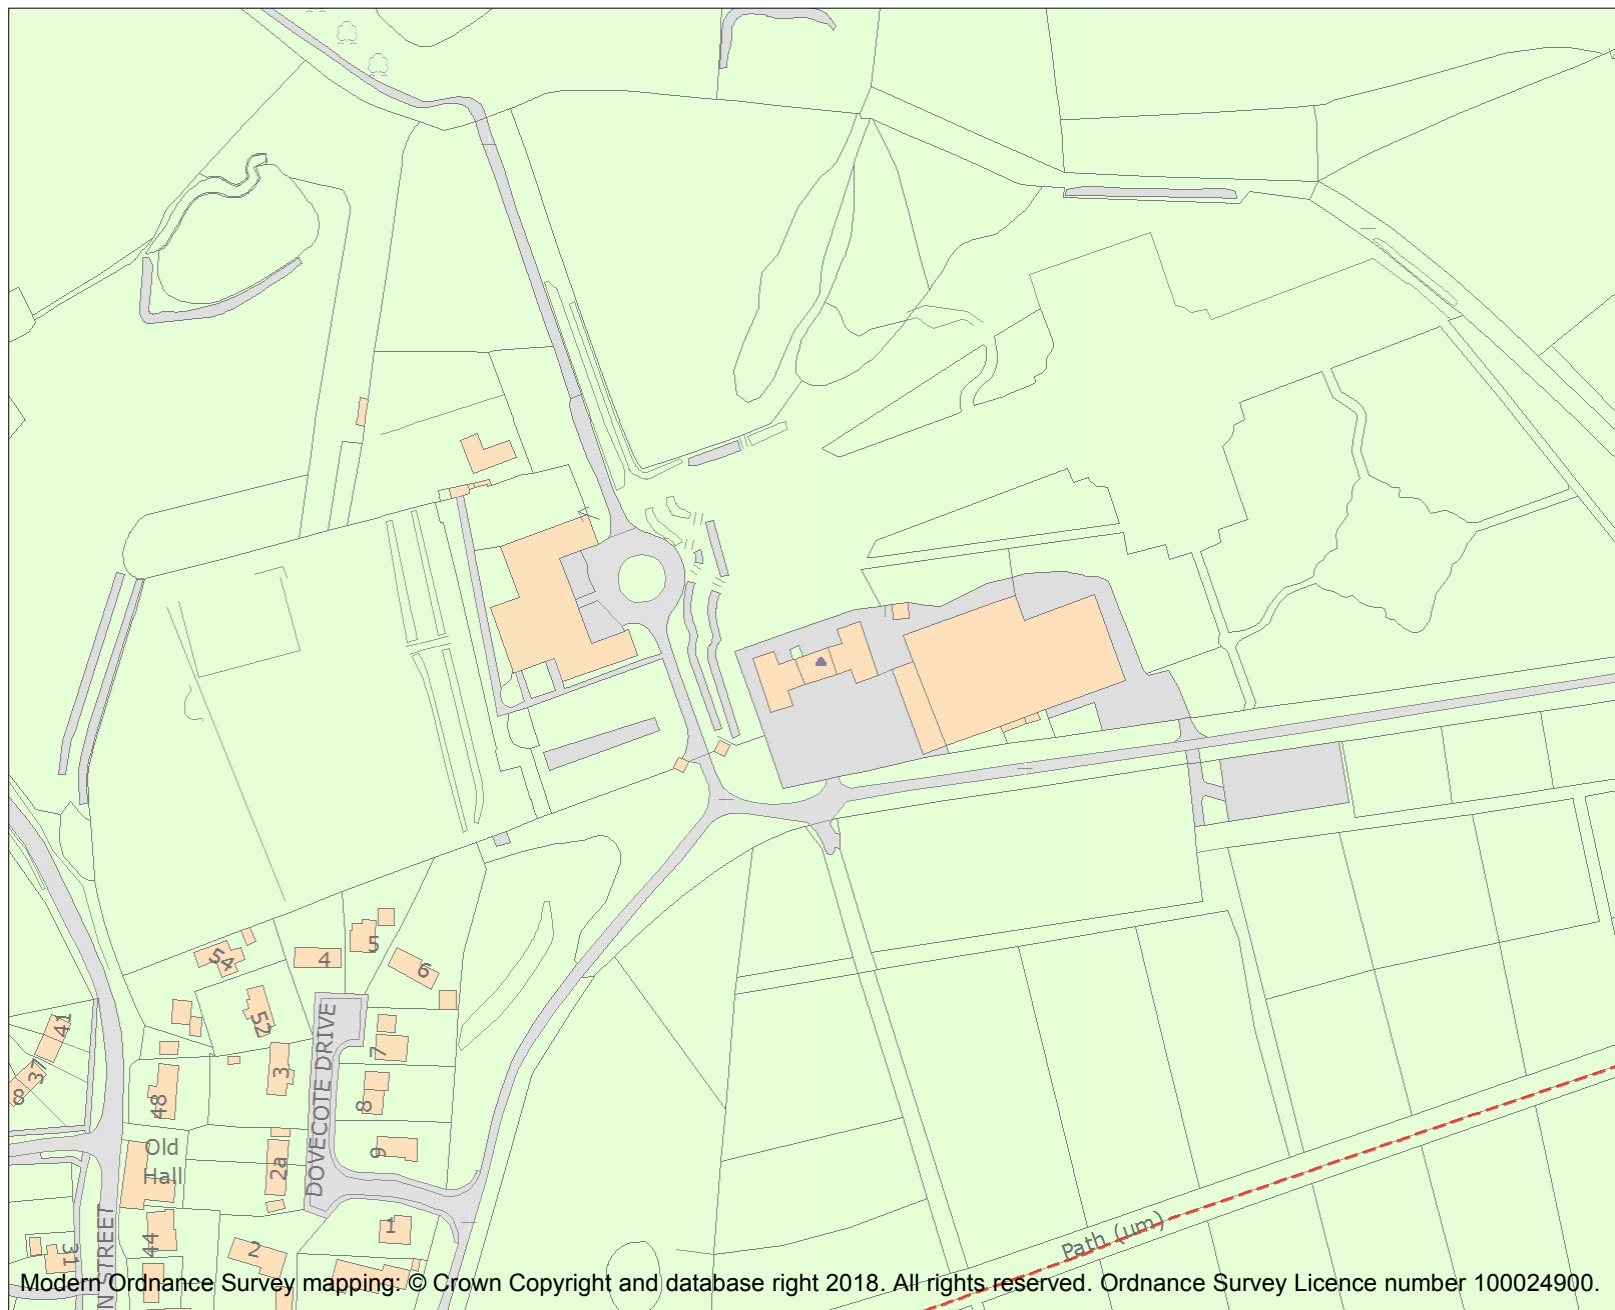 54
4
5
6
52
41
37
8
48
3
7
8
DOVECOTE DRIVE
Old
Hall
2a
9
1
44
2
31
N STREET
Path (um)
Modern Ordnance Survey mapping: © Crown Copyright and database right 2018. All rights reserved. Ordnance Survey Licence number 100024900.